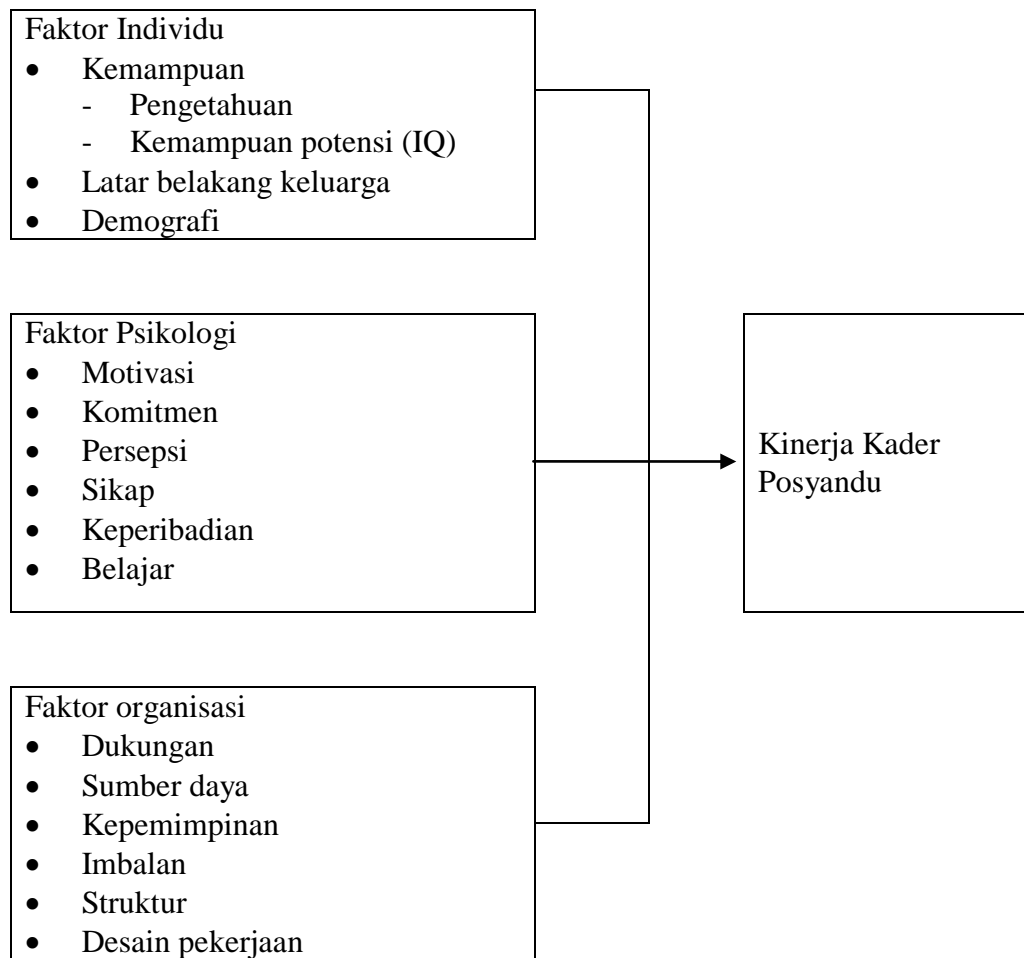 Faktor Individu
• Kemampuan
- Pengetahuan
- Kemampuan potensi (IQ)
• Latar belakang keluarga
• Demografi
Faktor Psikologi
• Motivasi
• Komitmen
• Persepsi
• Sikap
• Keperibadian
• Belajar
Kinerja Kader
Posyandu
Faktor organisasi
• Dukungan
• Sumber daya
• Kepemimpinan
• Imbalan
• Struktur
• Desain pekerjaan